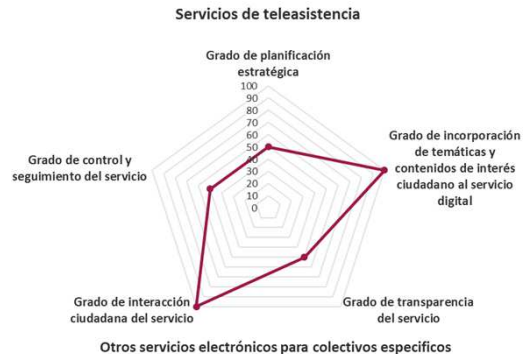 Servicios de teleasistencia
Grado de planificación
estratégica
100
90
80
70
60
50
40
30
20
10
0
Grado de incorporación
de temáticas y
contenidos de interés
ciudadano al servicio
digital
Grado de control y
seguimiento del servicio
Grado de interacción
ciudadana del servicio
Grado de transparencia
del servicio
Otros servicios electrónicos para colectivos especificos